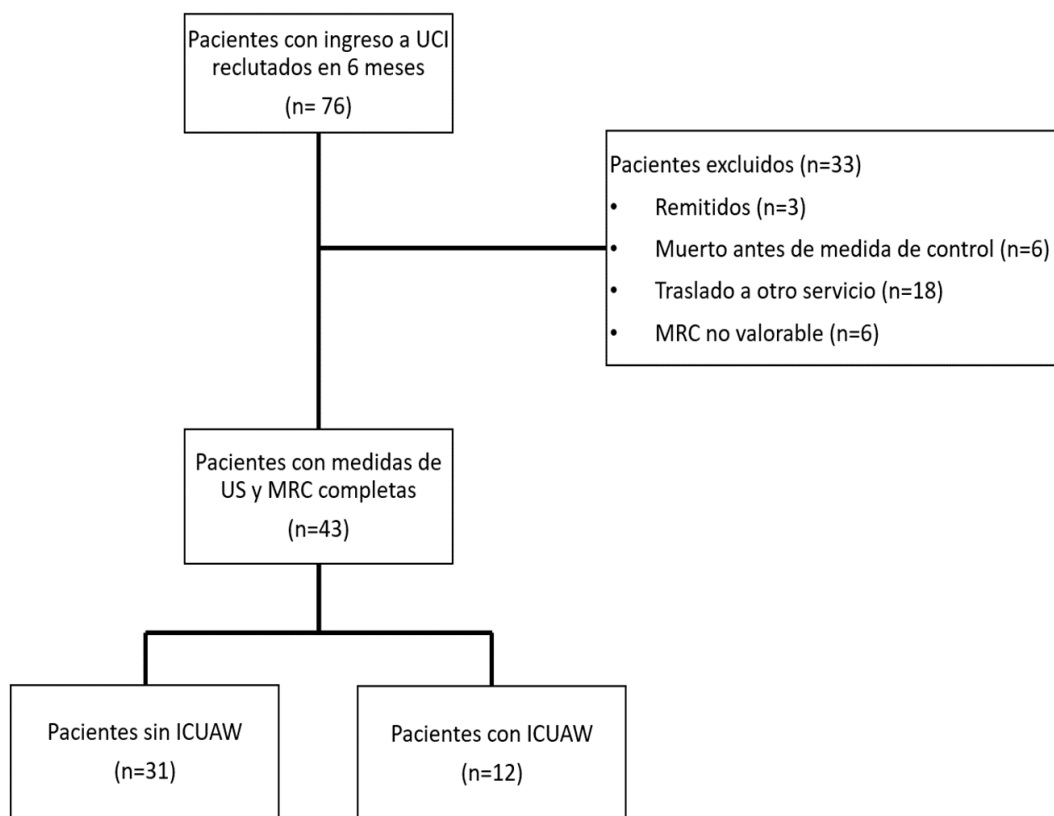 Pacientes con ingreso a UCI
reclutados en 6 meses
(n= 76)
Pacientes excluidos (n=33)
• Remitidos (n=3)
• Muerto antes de medida de control (n=6)
• Traslado a otro servicio (n=18)
• MRC no valorable (n=6)
Pacientes con medidas de
US y MRC completas
(n=43)
Pacientes sin ICUAW
(n=31)
Pacientes con ICUAW
(n=12)